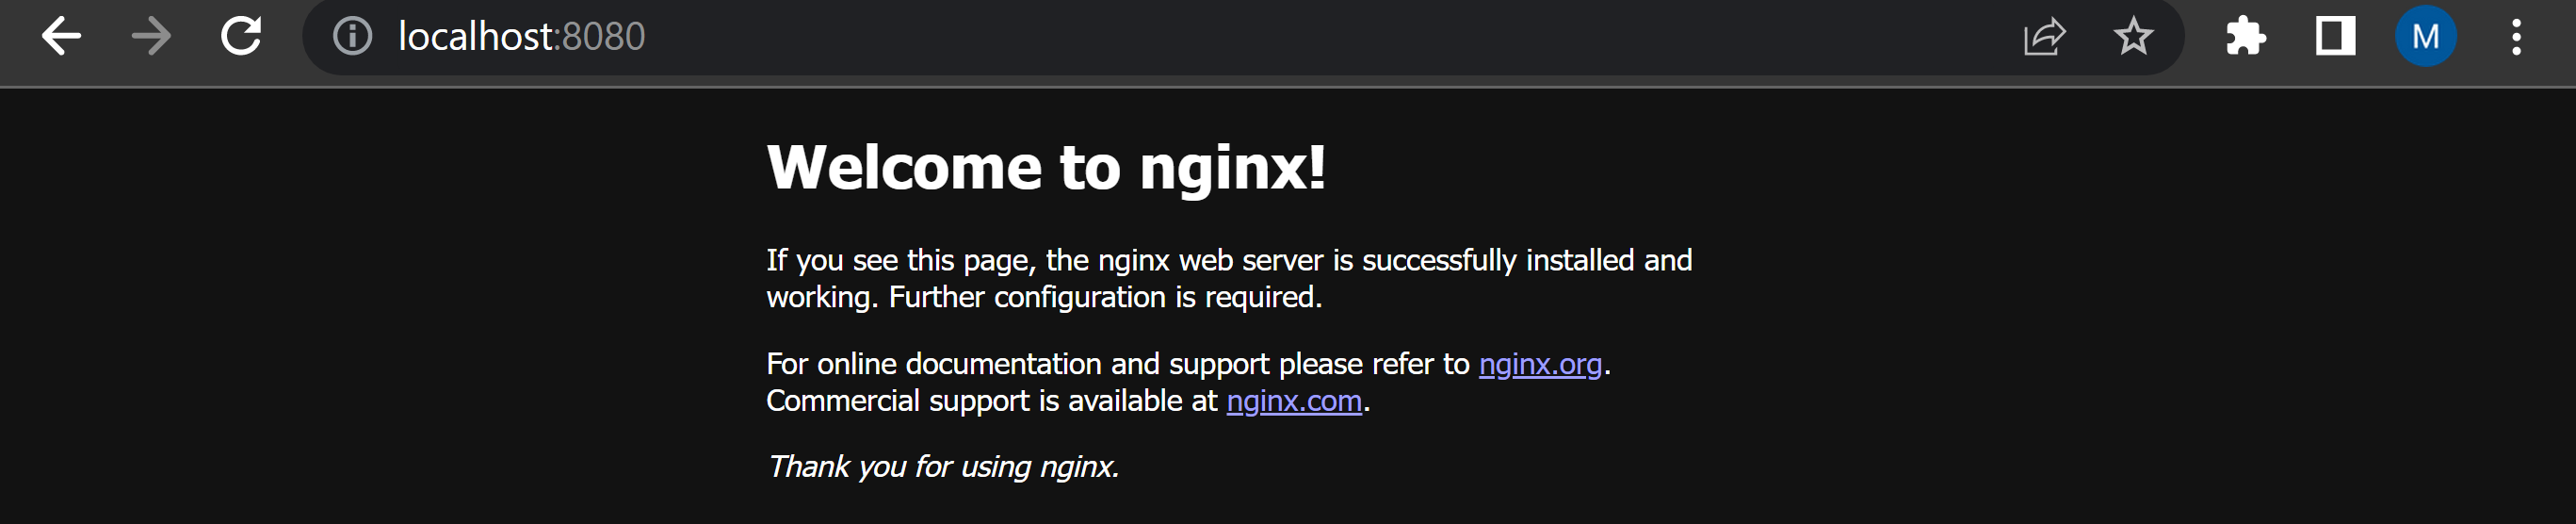 localhost:8080
M
Welcome to nginx!
If you see this page, the nginx web server is successfully installed and
working. Further configuration is required.
For online documentation and support please refer to nginx.org.
Commercial support is available at nginx.com.
Thank you for using nginx.